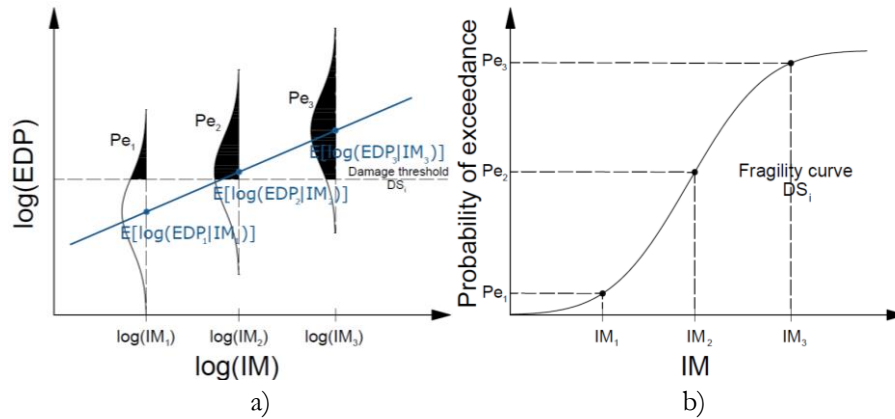 log(EDP)
Pe₁
Pe₂
Pe₃
E[log(EDP₁|IM₁)]
E[log(EDP₂|IM₂)]
E[log(EDP₃|IM₃)]
Damage threshold
DSᵢ
log(IM₁)
log(IM₂)
log(IM₃)
log(IM)
a)
Probability of exceedance
Pe₃
Pe₂
Pe₁
Fragility curve
DSᵢ
IM₁
IM₂
IM₃
IM
b)